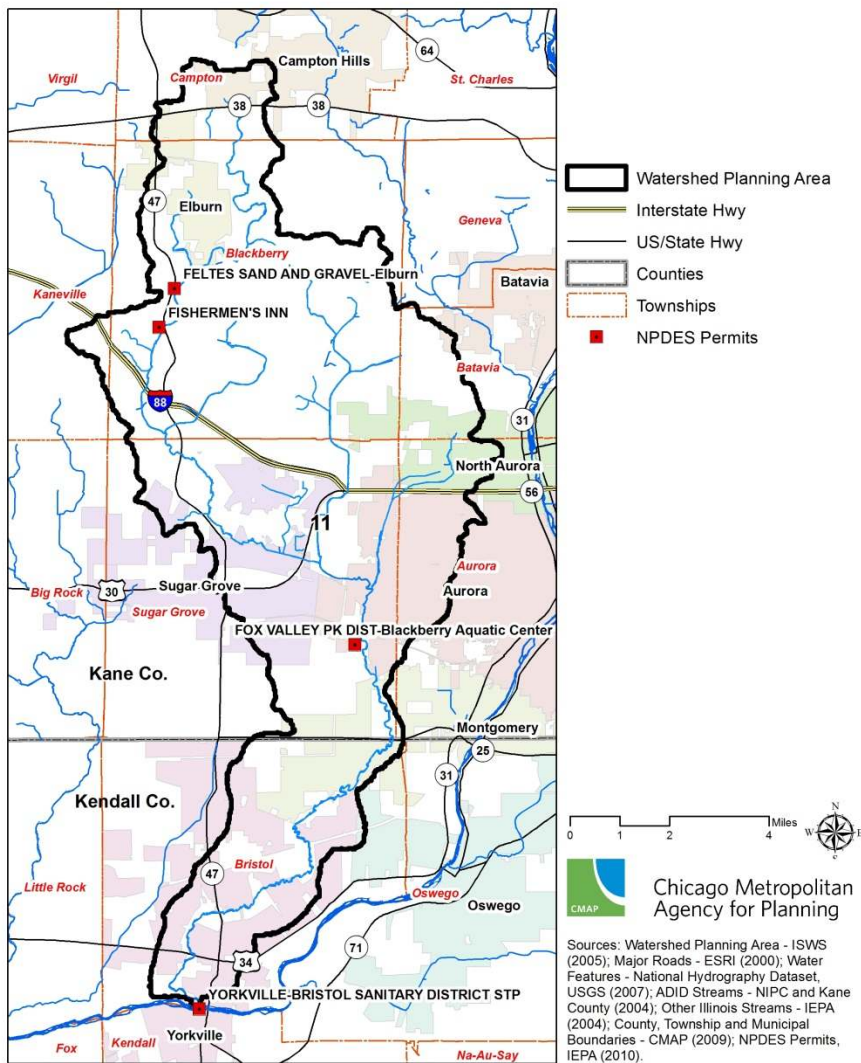 64
Campton Hills
Virgil
Campton
St. Charles
38
38
47
Elburn
Geneva
Blackberry
FELTES SAND AND GRAVEL-Elburn
Batavia
Kaneville
FISHERMEN'S INN
Batavia
88
31
North Aurora
56
11
Aurora
Sugar Grove
Aurora
Big Rock
30
Sugar Grove
FOX VALLEY PK DIST-Blackberry Aquatic Center
Kane Co.
Montgomery
25
31
Kendall Co.
Bristol
47
Little Rock
Oswego
Oswego
71
34
YORKVILLE-BRISTOL SANITARY DISTRICT STP
Yorkville
Fox
Kendall
Na-Au-Say
Watershed Planning Area
Interstate Hwy
US/State Hwy
Counties
Townships
NPDES Permits
0 1 2 4 Miles
N
W E
S
CMAP
Chicago Metropolitan
Agency for Planning
Sources: Watershed Planning Area - ISWS
(2005); Major Roads - ESRI (2000); Water
Features - National Hydrography Dataset,
USGS (2007); ADID Streams - NIPC and Kane
County (2004); Other Illinois Streams - IEPA
(2004); County, Township and Municipal
Boundaries - CMAP (2009); NPDES Permits,
IEPA (2010).